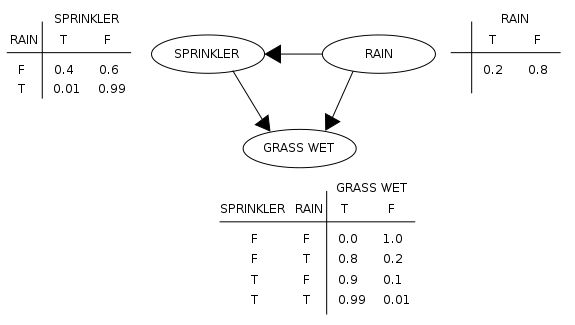 SPRINKLER
RAIN T F
F 0.4 0.6
T 0.01 0.99
SPRINKLER
RAIN
RAIN
T F
0.2 0.8
GRASS WET
GRASS WET
SPRINKLER RAIN T F
F F 0.0 1.0
F T 0.8 0.2
T F 0.9 0.1
T T 0.99 0.01